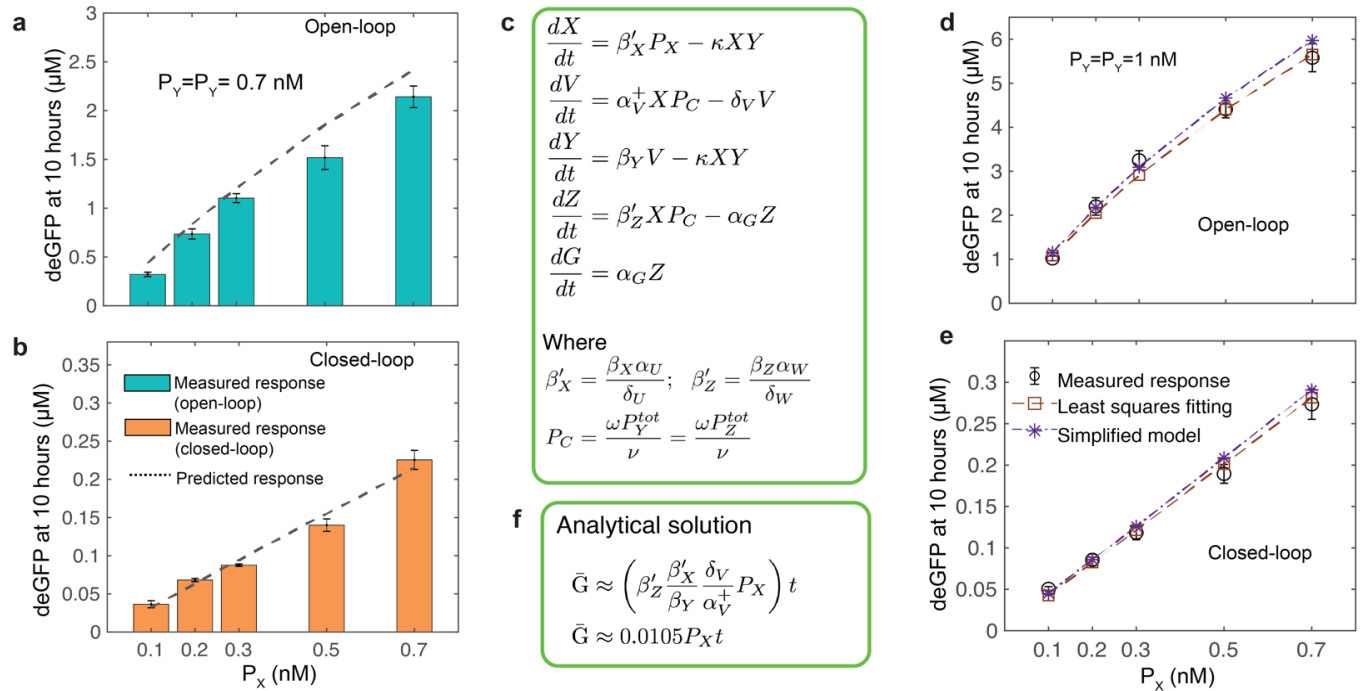 a
Open-loop
P_Y=P_Y= 0.7 nM
deGFP at 10 hours (µM)
3
2.5
2
1.5
1
0.5
0
b
Closed-loop
Measured response
(open-loop)
Measured response
(closed-loop)
Predicted response
deGFP at 10 hours (µM)
0.35
0.3
0.25
0.2
0.15
0.1
0.05
0
0.1 0.2 0.3 0.5 0.7
P_X (nM)
c
dX/dt = β′_X P_X − κXY
dV/dt = α_V^+ X P_C − δ_V V
dY/dt = β_Y V − κXY
dZ/dt = β′_Z X P_C − α_G Z
dG/dt = α_G Z
Where
β′_X = β_X α_U / δ_U; β′_Z = β_Z α_W / δ_W
P_C = ωP_Y^tot / ν = ωP_Z^tot / ν
f
Analytical solution
Ḡ ≈ (β′_Z β′_X/β_Y δ_V/α_V^+ P_X) t
Ḡ ≈ 0.0105P_X t
d
P_Y=P_Y=1 nM
Open-loop
deGFP at 10 hours (µM)
6
5
4
3
2
1
0
e
Measured response
Least squares fitting
Simplified model
Closed-loop
deGFP at 10 hours (µM)
0.3
0.2
0.1
0.05
0
0.1 0.2 0.3 0.5 0.7
P_X (nM)